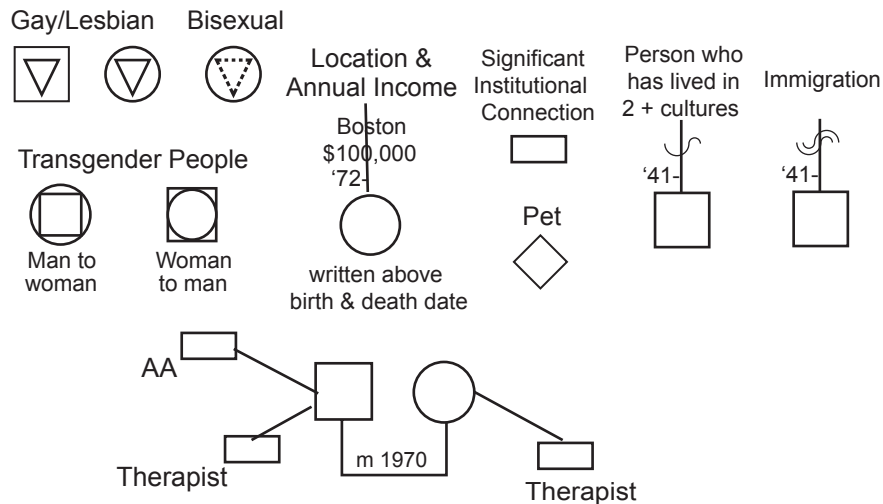 Gay/Lesbian
Bisexual
Location &
Annual Income
Boston
$100,000
‘72-
written above
birth & death date
Significant
Institutional
Connection
Pet
Person who
has lived in
2 + cultures
‘41-
Immigration
‘41-
Transgender People
Man to
woman
Woman
to man
AA
Therapist
m 1970
Therapist